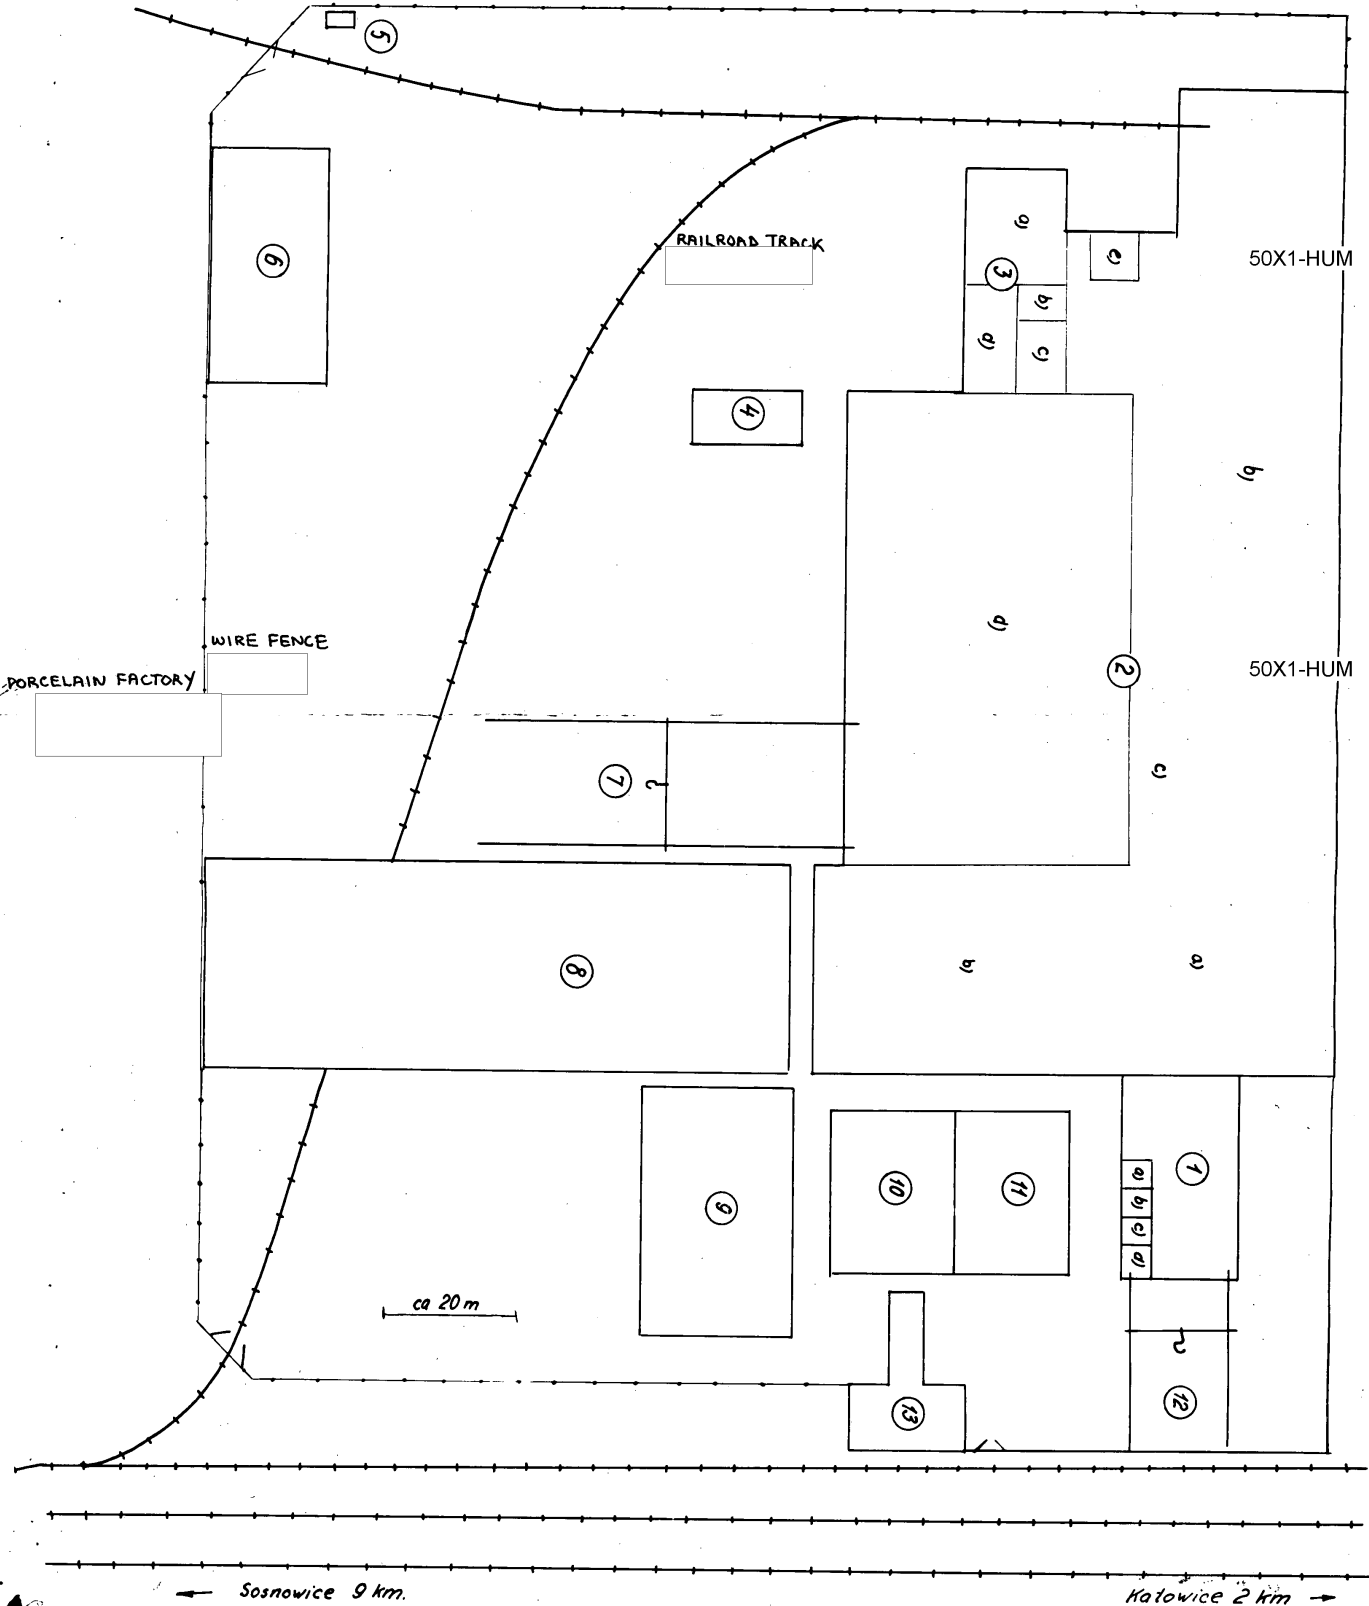 5
6
RAILROAD TRACK
a)
3
e)
b)
d)
c)
50X1-HUM
4
b)
d)
WIRE FENCE
PORCELAIN FACTORY
2
50X1-HUM
7
c)
8
b)
a)
9
10
11
1
a)
b)
c)
d)
ca 20 m
13
12
← Sosnowice 9 km.
Katowice 2 km →